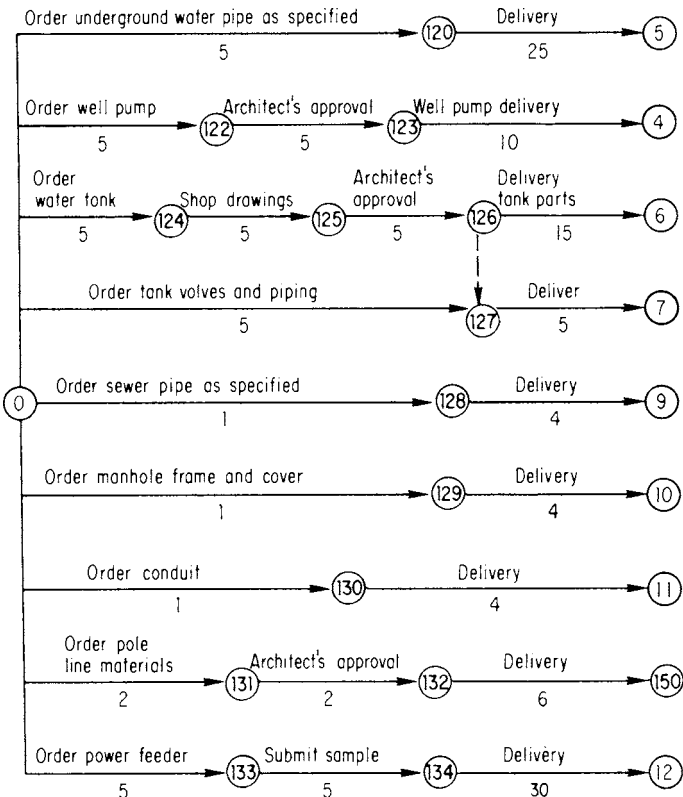 Order underground water pipe as specified
Delivery
120
5
5
25
Order well pump
Architect's approval
Well pump delivery
122
123
4
5
5
10
Order
water tank
Shop drawings
Architect's
approval
Delivery
tank parts
124
125
126
6
5
5
5
15
Order tank valves and piping
Deliver
127
7
5
5
0
Order sewer pipe as specified
Delivery
128
9
1
4
Order manhole frame and cover
Delivery
129
10
1
4
Order conduit
Delivery
130
11
1
4
Order pole
line materials
Architect's approval
Delivery
131
132
150
2
2
6
Order power feeder
Submit sample
Delivery
133
134
12
5
5
30